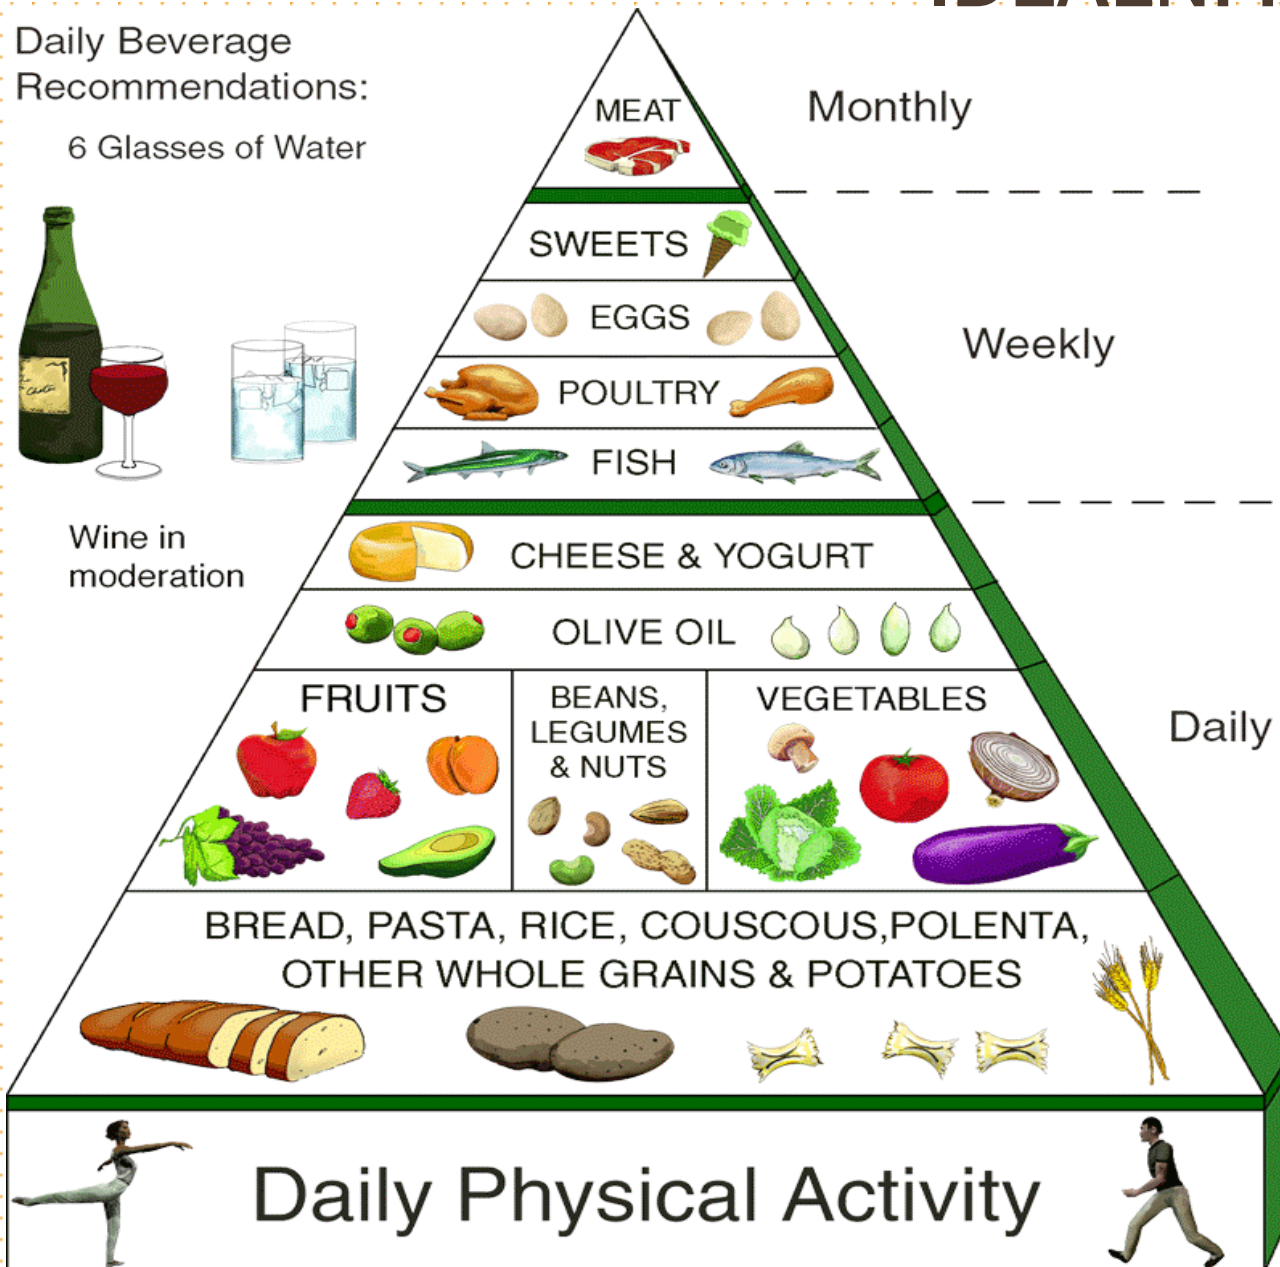 Daily Beverage
Recommendations:
6 Glasses of Water
Wine in
moderation
MEAT
Monthly
SWEETS
EGGS
Weekly
POULTRY
FISH
CHEESE & YOGURT
OLIVE OIL
FRUITS
BEANS,
LEGUMES
& NUTS
VEGETABLES
Daily
BREAD, PASTA, RICE, COUSCOUS,POLENTA,
OTHER WHOLE GRAINS & POTATOES
Daily Physical Activity